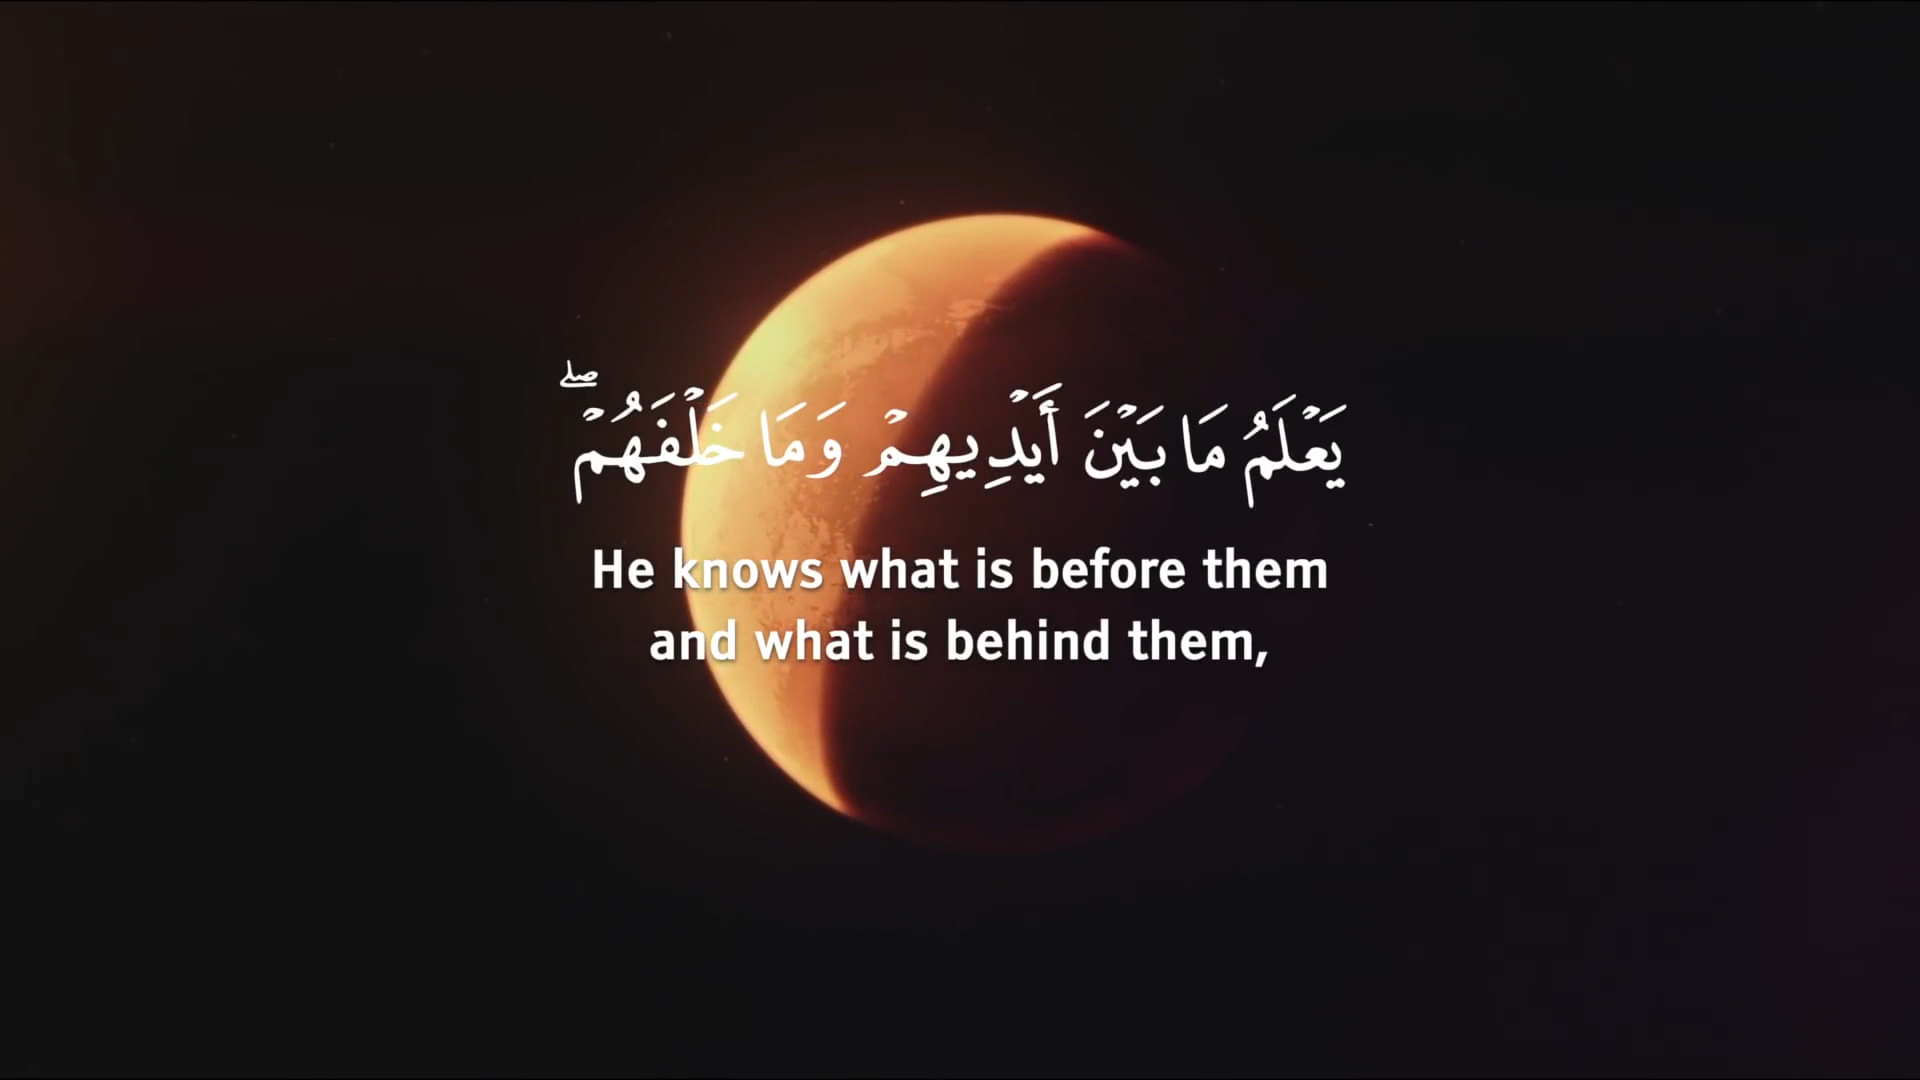 يَعۡلَمُ مَا بَيۡنَ أَيۡدِيهِمۡ وَمَا خَلۡفَهُمۡۖ
He knows what is before them
and what is behind them,